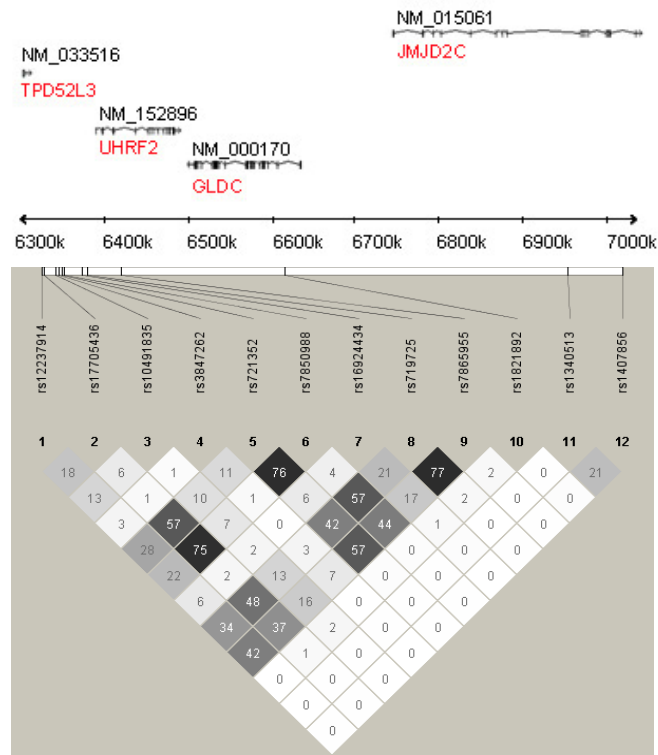 NM_015061
JMJD2C
NM_033516
TPD52L3
NM_152896
UHRF2
NM_000170
GLDC
6300k 6400k 6500k 6600k 6700k 6800k 6900k 7000k
rs12237914
rs17705436
rs10491835
rs3847262
rs721352
rs7850988
rs16924434
rs719725
rs7865955
rs1821892
rs1340513
rs1407856
1 2 3 4 5 6 7 8 9 10 11 12
18 6 1 11 76 4 21 77 2 0 21
13 1 10 1 6 57 17 2 0 0
3 57 7 0 42 44 1 0 0
28 75 2 3 57 0 0 0
22 2 13 7 0 0 0
6 48 16 0 0 0
34 37 2 0 0
42 1 0 0
0 0 0
0 0
0